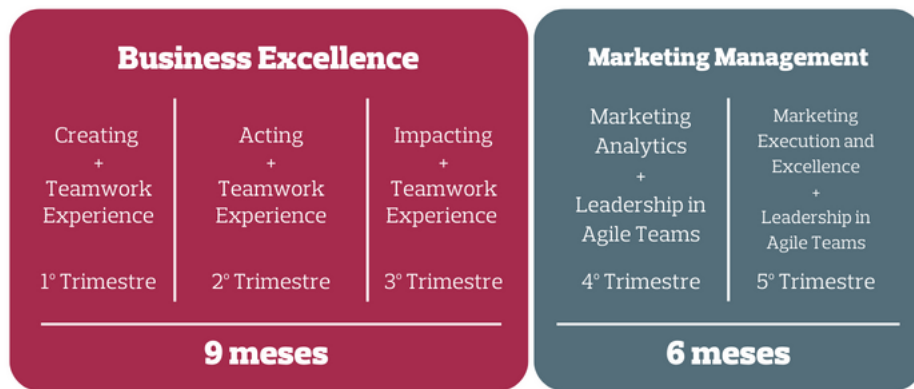 Business Excellence
Creating
+
Teamwork
Experience
1º Trimestre
Acting
+
Teamwork
Experience
2º Trimestre
Impacting
+
Teamwork
Experience
3º Trimestre
9 meses
Marketing Management
Marketing
Analytics
+
Leadership in
Agile Teams
4º Trimestre
Marketing
Execution and
Excellence
+
Leadership in
Agile Teams
5º Trimestre
6 meses